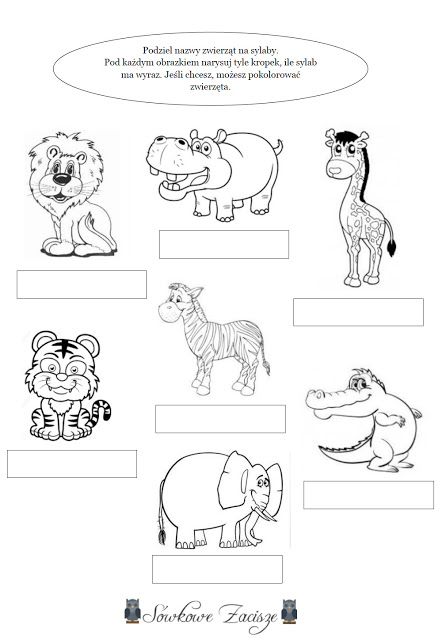 Podziel nazwy zwierząt na sylaby.
Pod każdym obrazkiem narysuj tyle kropek, ile sylab
ma wyraz. Jeśli chcesz, możesz pokolorować
zwierzęta.
Sówkowe Zacisze